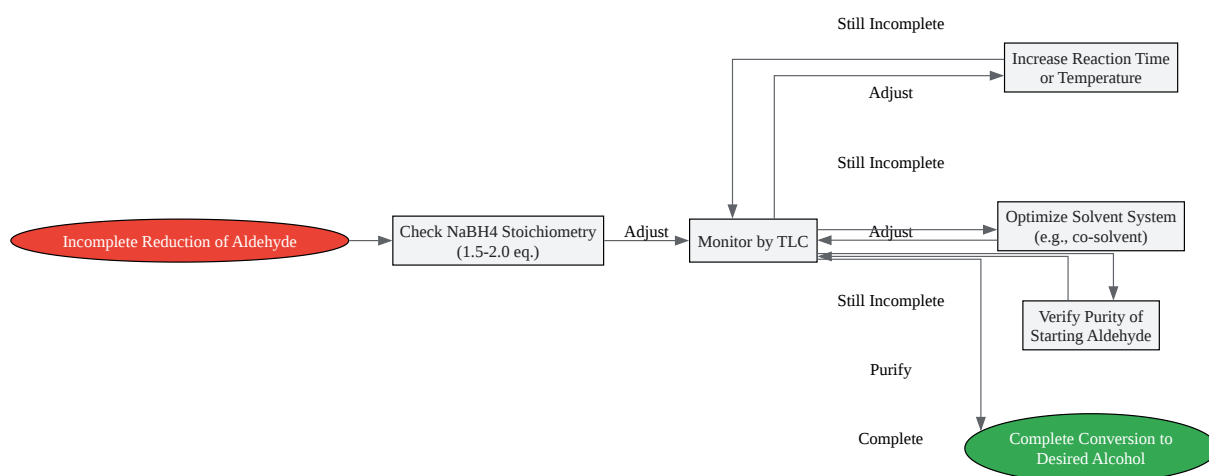 Still Incomplete
Increase Reaction Time
or Temperature
Adjust
Still Incomplete
Incomplete Reduction of Aldehyde
Check NaBH4 Stoichiometry
(1.5-2.0 eq.)
Adjust
Monitor by TLC
Adjust
Optimize Solvent System
(e.g., co-solvent)
Still Incomplete
Verify Purity of
Starting Aldehyde
Purify
Complete
Complete Conversion to
Desired Alcohol